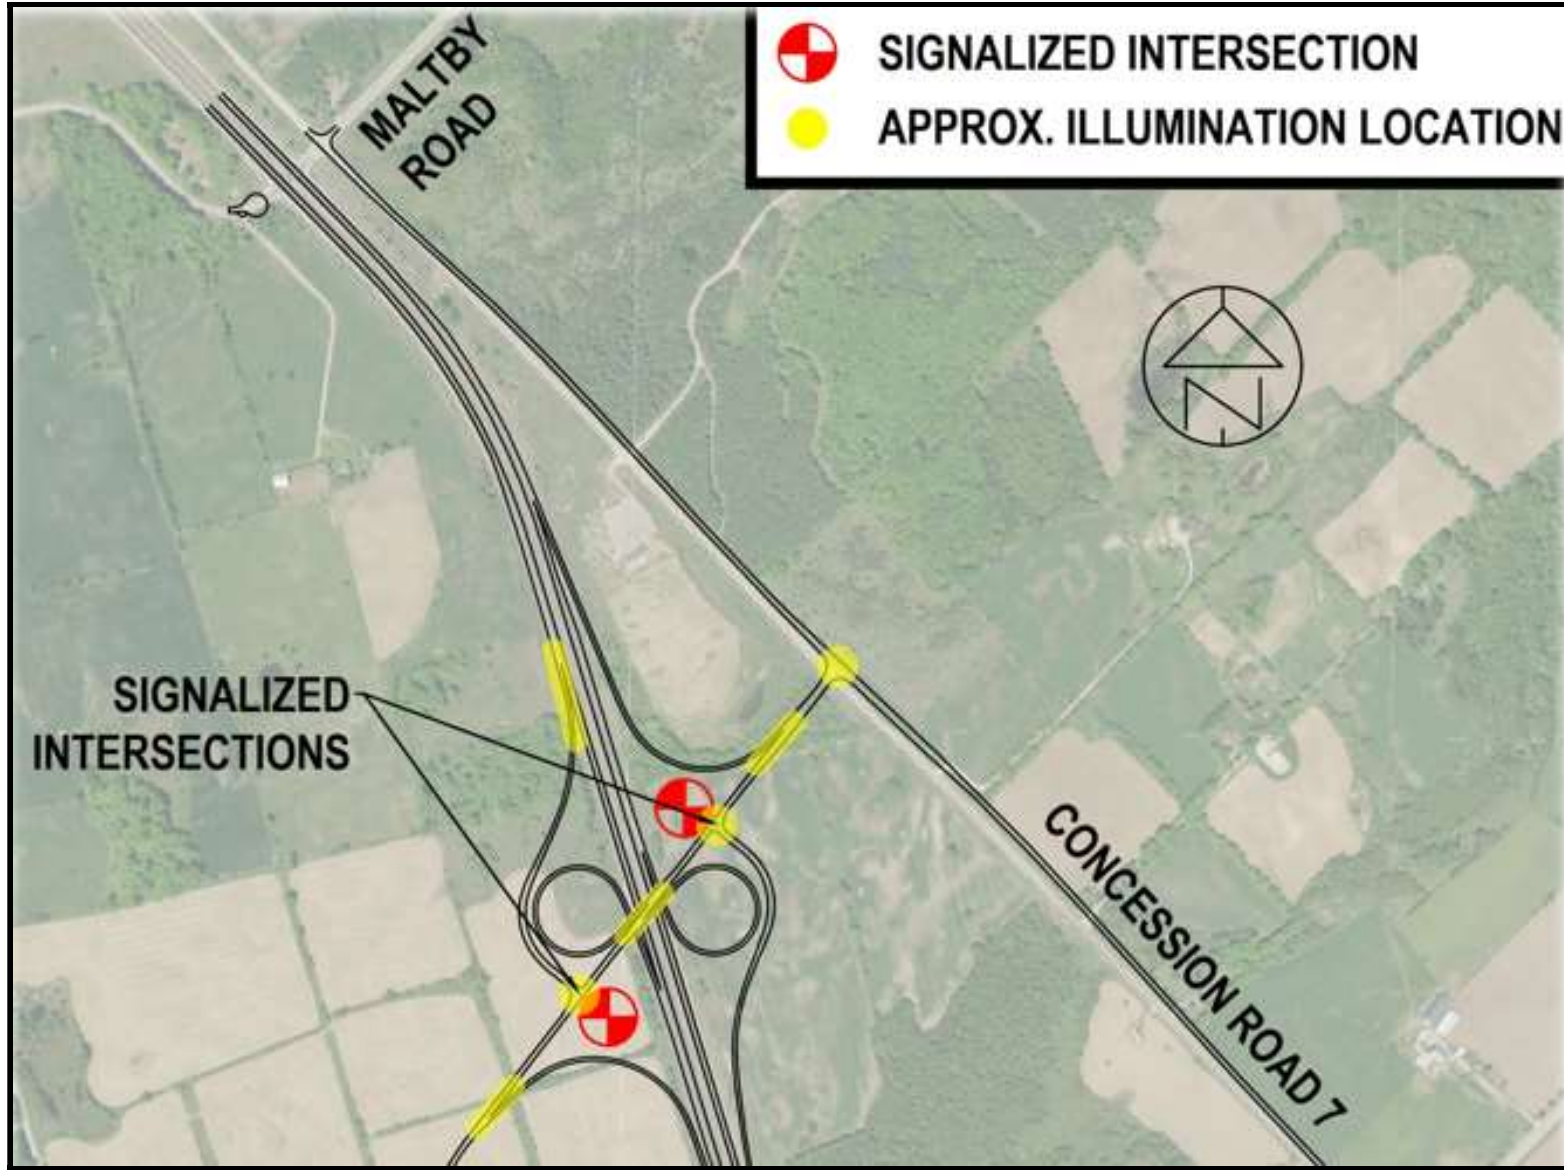 SIGNALIZED INTERSECTION
APPROX. ILLUMINATION LOCATION
MALTBY
ROAD
N
SIGNALIZED
INTERSECTIONS
CONCESSION ROAD 7